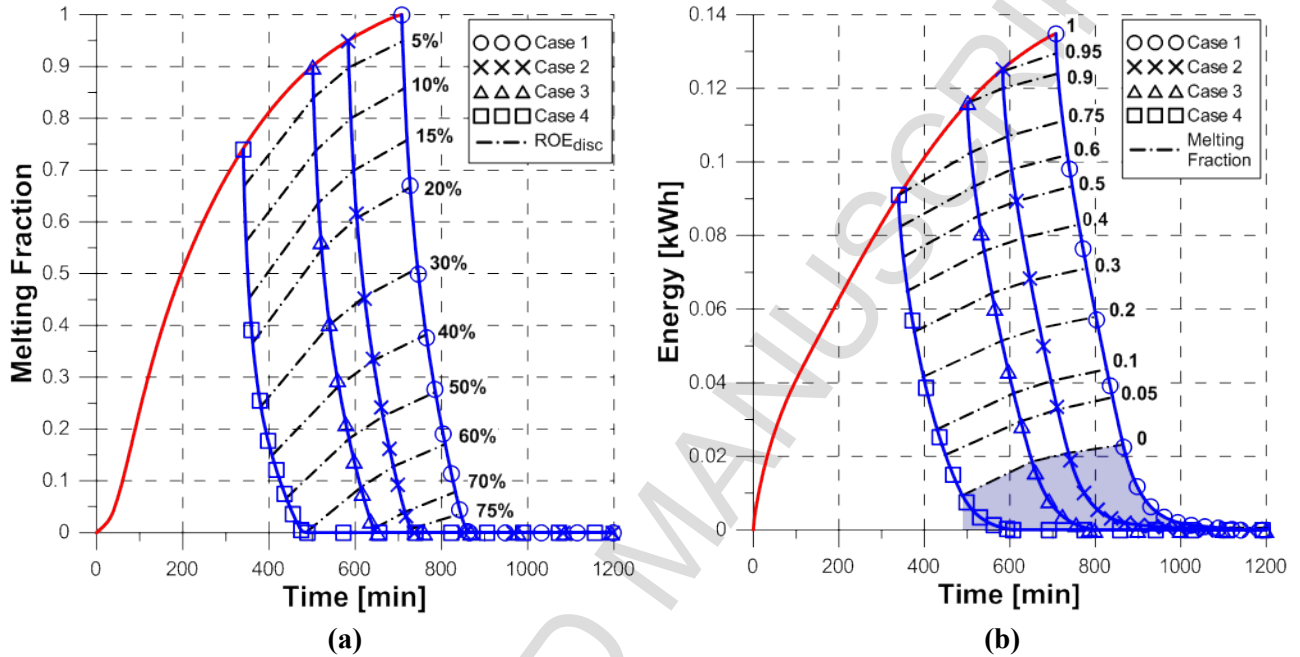 1
0.9
0.8
0.7
0.6
0.5
0.4
0.3
0.2
0.1
0
Melting Fraction
0 200 400 600 800 1000 1200
Time [min]
5%
10%
15%
20%
30%
40%
50%
60%
70%
75%
Case 1
Case 2
Case 3
Case 4
ROEdisc
(a)
0.14
0.12
0.1
0.08
0.06
0.04
0.02
0
Energy [kWh]
0 200 400 600 800 1000 1200
Time [min]
1
0.95
0.9
0.75
0.6
0.5
0.4
0.3
0.2
0.1
0.05
0
Case 1
Case 2
Case 3
Case 4
Melting
Fraction
(b)
D MANUSCRI